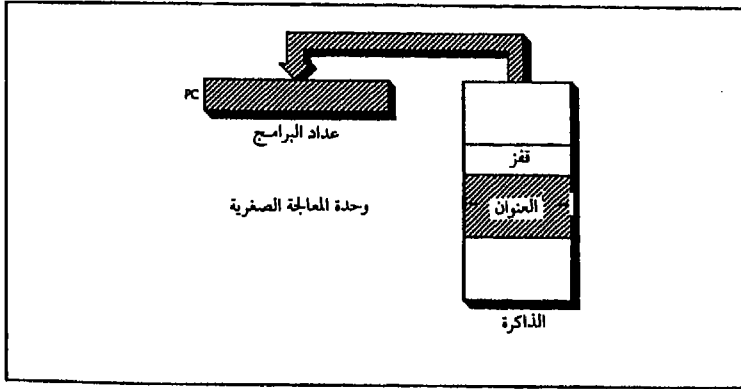 PC
عداد البرامج
قفز
العنوان
وحدة المعالجة الصغرية
الذاكرة